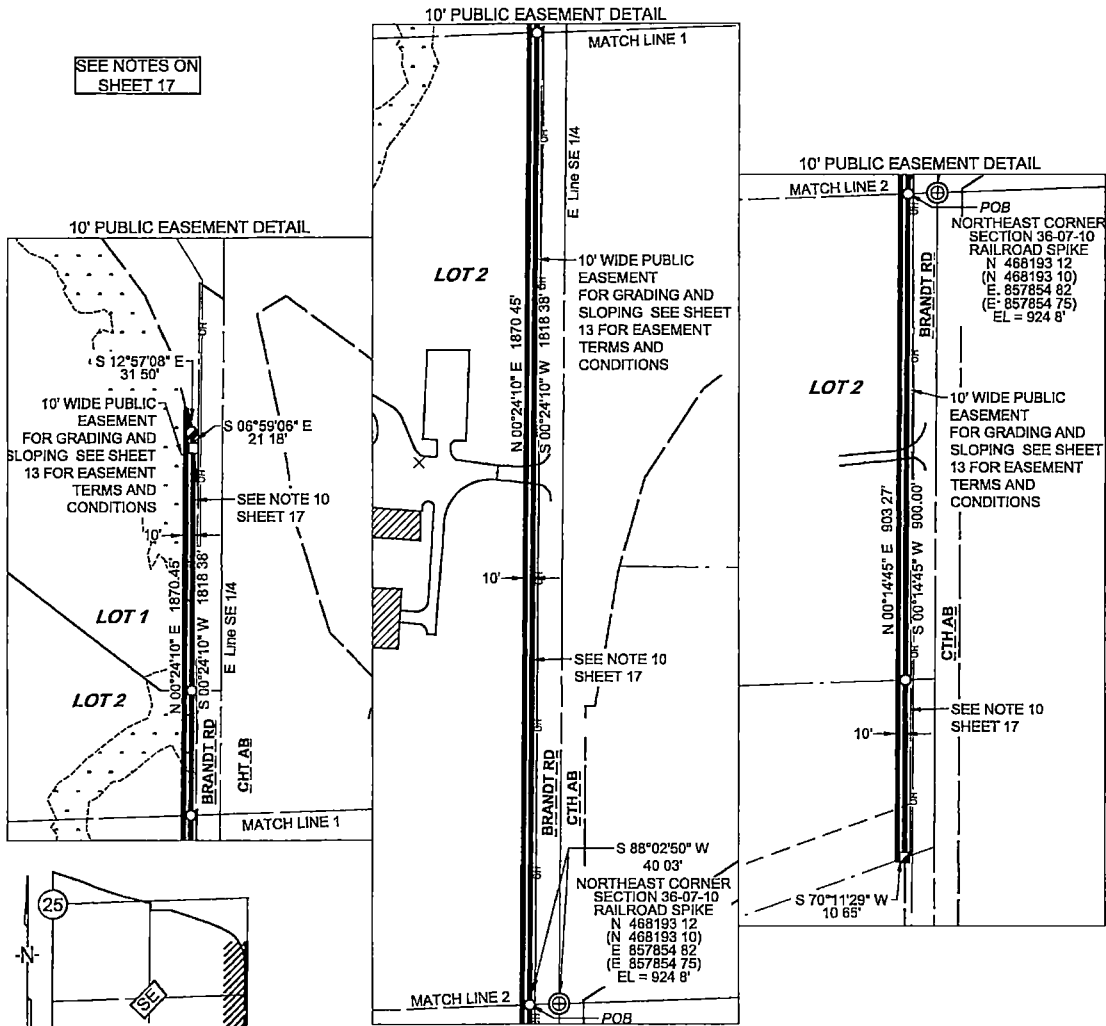 10' PUBLIC EASEMENT DETAIL
SEE NOTES ON
SHEET 17
10' PUBLIC EASEMENT DETAIL
S 12°57'08" E
31 50'
10' WIDE PUBLIC
EASEMENT
FOR GRADING AND
SLOPING SEE SHEET
13 FOR EASEMENT
TERMS AND
CONDITIONS
S 06°59'06" E
21 18'
SEE NOTE 10
SHEET 17
10'
N 00°24'10" E 1870.45'
S 00°24'10" W 1818 38'
E Line SE 1/4
LOT 1
LOT 2
BRANDT RD
CHT AB
MATCH LINE 1
25
-N-
SE
MATCH LINE 1
E Line SE 1/4
LOT 2
N 00°24'10" E 1870 45'
S 00°24'10" W 1818 38'
10' WIDE PUBLIC
EASEMENT
FOR GRADING AND
SLOPING SEE SHEET
13 FOR EASEMENT
TERMS AND
CONDITIONS
10'
SEE NOTE 10
SHEET 17
BRANDT RD
CTH AB
S 88°02'50" W
40 03'
NORTHEAST CORNER
SECTION 36-07-10
RAILROAD SPIKE
N 468193 12
(N 468193 10)
E 857854 82
(E 857854 75)
EL = 924 8'
MATCH LINE 2
POB
10' PUBLIC EASEMENT DETAIL
MATCH LINE 2
POB
NORTHEAST CORNER
SECTION 36-07-10
RAILROAD SPIKE
N 468193 12
(N 468193 10)
E. 857854 82
(E- 857854 75)
EL = 924 8'
BRANDT RD
LOT 2
10' WIDE PUBLIC
EASEMENT
FOR GRADING AND
SLOPING SEE SHEET
13 FOR EASEMENT
TERMS AND
CONDITIONS
N 00°14'45" E 903 27'
S 00°14'45" W 900.00'
CTH AB
SEE NOTE 10
SHEET 17
10'
S 70°11'29" W
10 65'